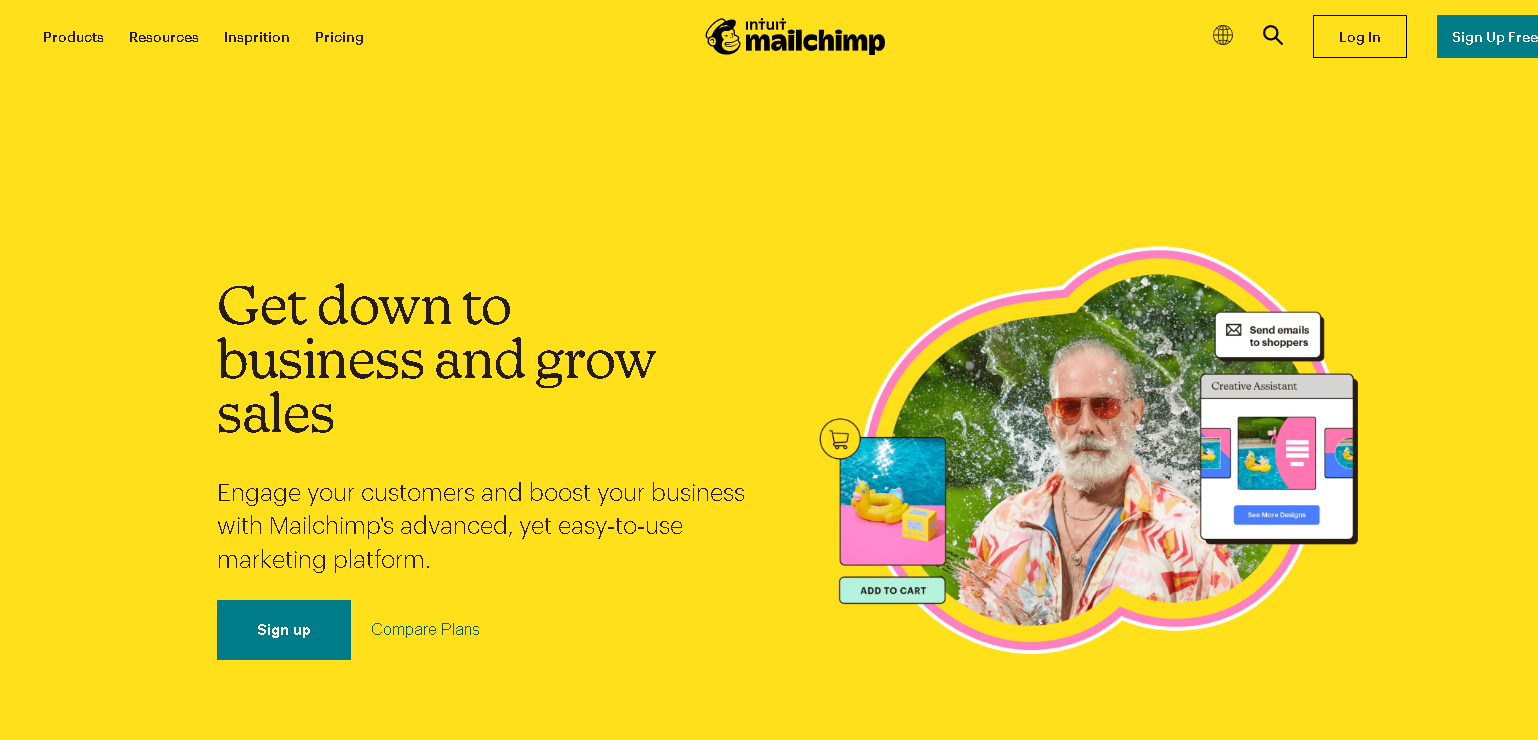 Products Resources Insprition Pricing
intuit
mailchimp
Log In
Sign Up Free
Get down to
business and grow
sales
Engage your customers and boost your business
with Mailchimp's advanced, yet easy-to-use
marketing platform.
Sign up
Compare Plans
Send emails
to shoppers
Creative Assistant
See More Designs
ADD TO CART